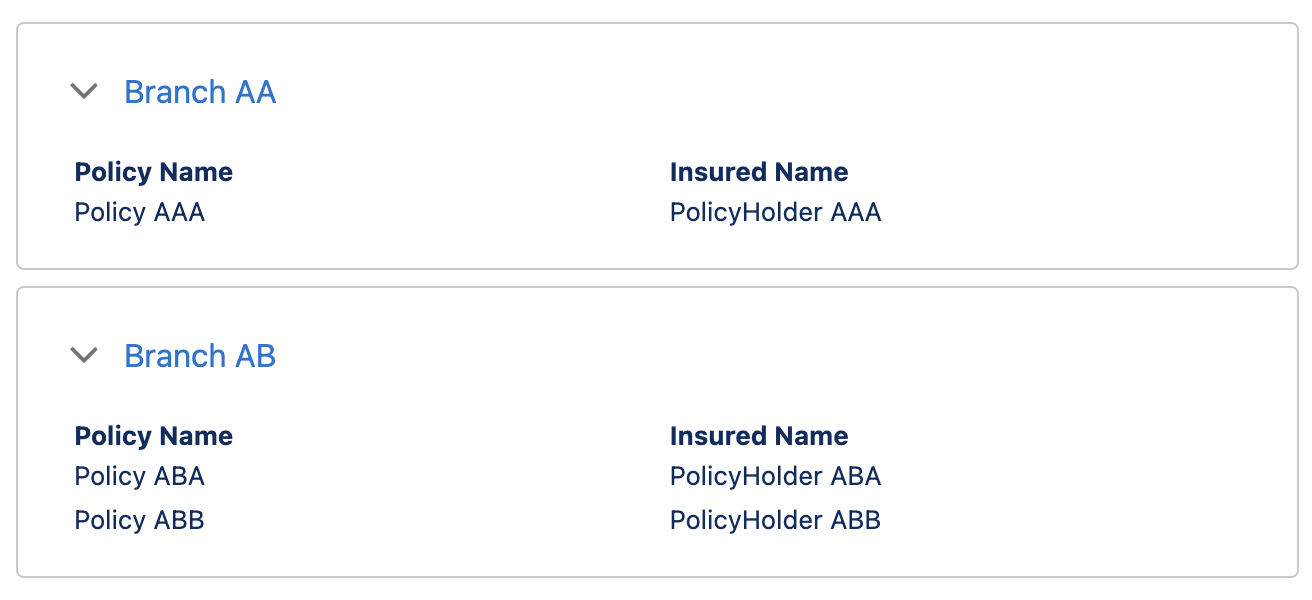 Branch AA
Policy Name Insured Name
Policy AAA PolicyHolder AAA
Branch AB
Policy Name Insured Name
Policy ABA PolicyHolder ABA
Policy ABB PolicyHolder ABB